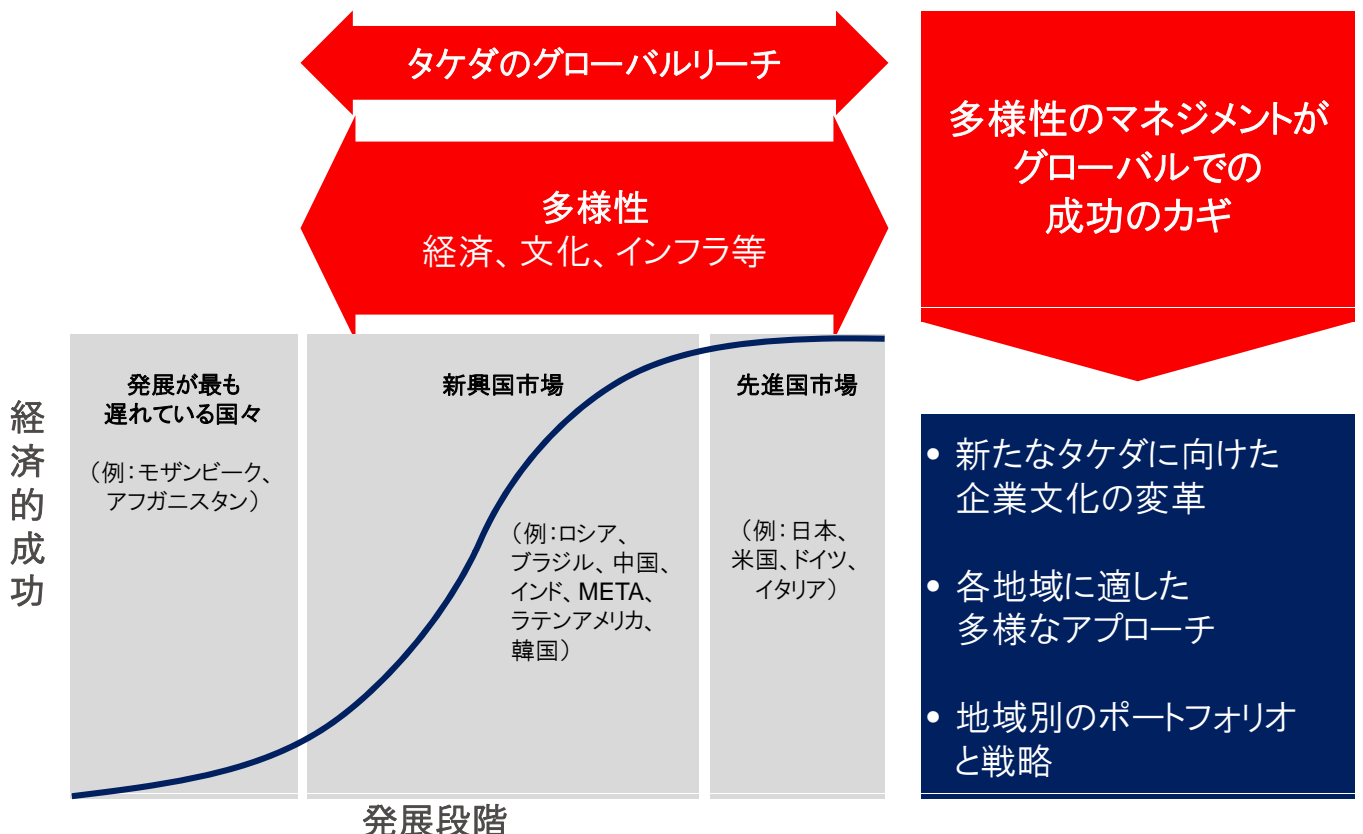 タケダのグローバルリーチ
多様性
経済、文化、インフラ等
多様性のマネジメントが
グローバルでの
成功のカギ
経済的成功
発展が最も
遅れている国々
（例：モザンビーク、
アフガニスタン）
新興国市場
（例：ロシア、
ブラジル、中国、
インド、META、
ラテンアメリカ、
韓国）
先進国市場
（例：日本、
米国、ドイツ、
イタリア）
発展段階
• 新たなタケダに向けた
企業文化の変革
• 各地域に適した
多様なアプローチ
• 地域別のポートフォリオ
と戦略